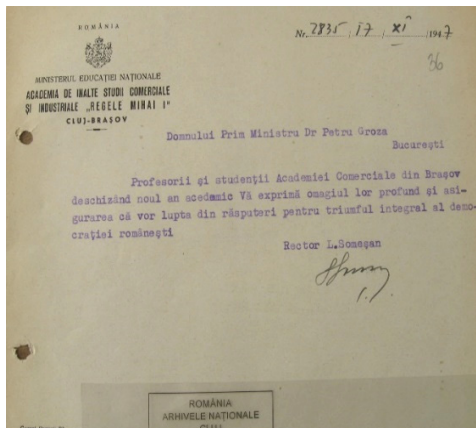 ROMÂNIA
MINISTERUL EDUCAȚIEI NAȚIONALE
ACADEMIA DE INALTE STUDII COMERCIALE
ȘI INDUSTRIALE „REGELE MIHAI I"
CLUJ-BRAȘOV
Nr. 2835 / 17 / XI / 1947
36
Domnului Prim Ministru Dr Petru Groza
București
Profesorii și studenții Academiei Comerciale din Brașov
deschizând noul an acedemic Vă exprimă omagiul lor profund și asi-
gurarea că vor lupta din răsputeri pentru triumful integral al demo-
crației românești
Rector L.Someșan
ROMÂNIA
ARHIVELE NAȚIONALE
CLUJ